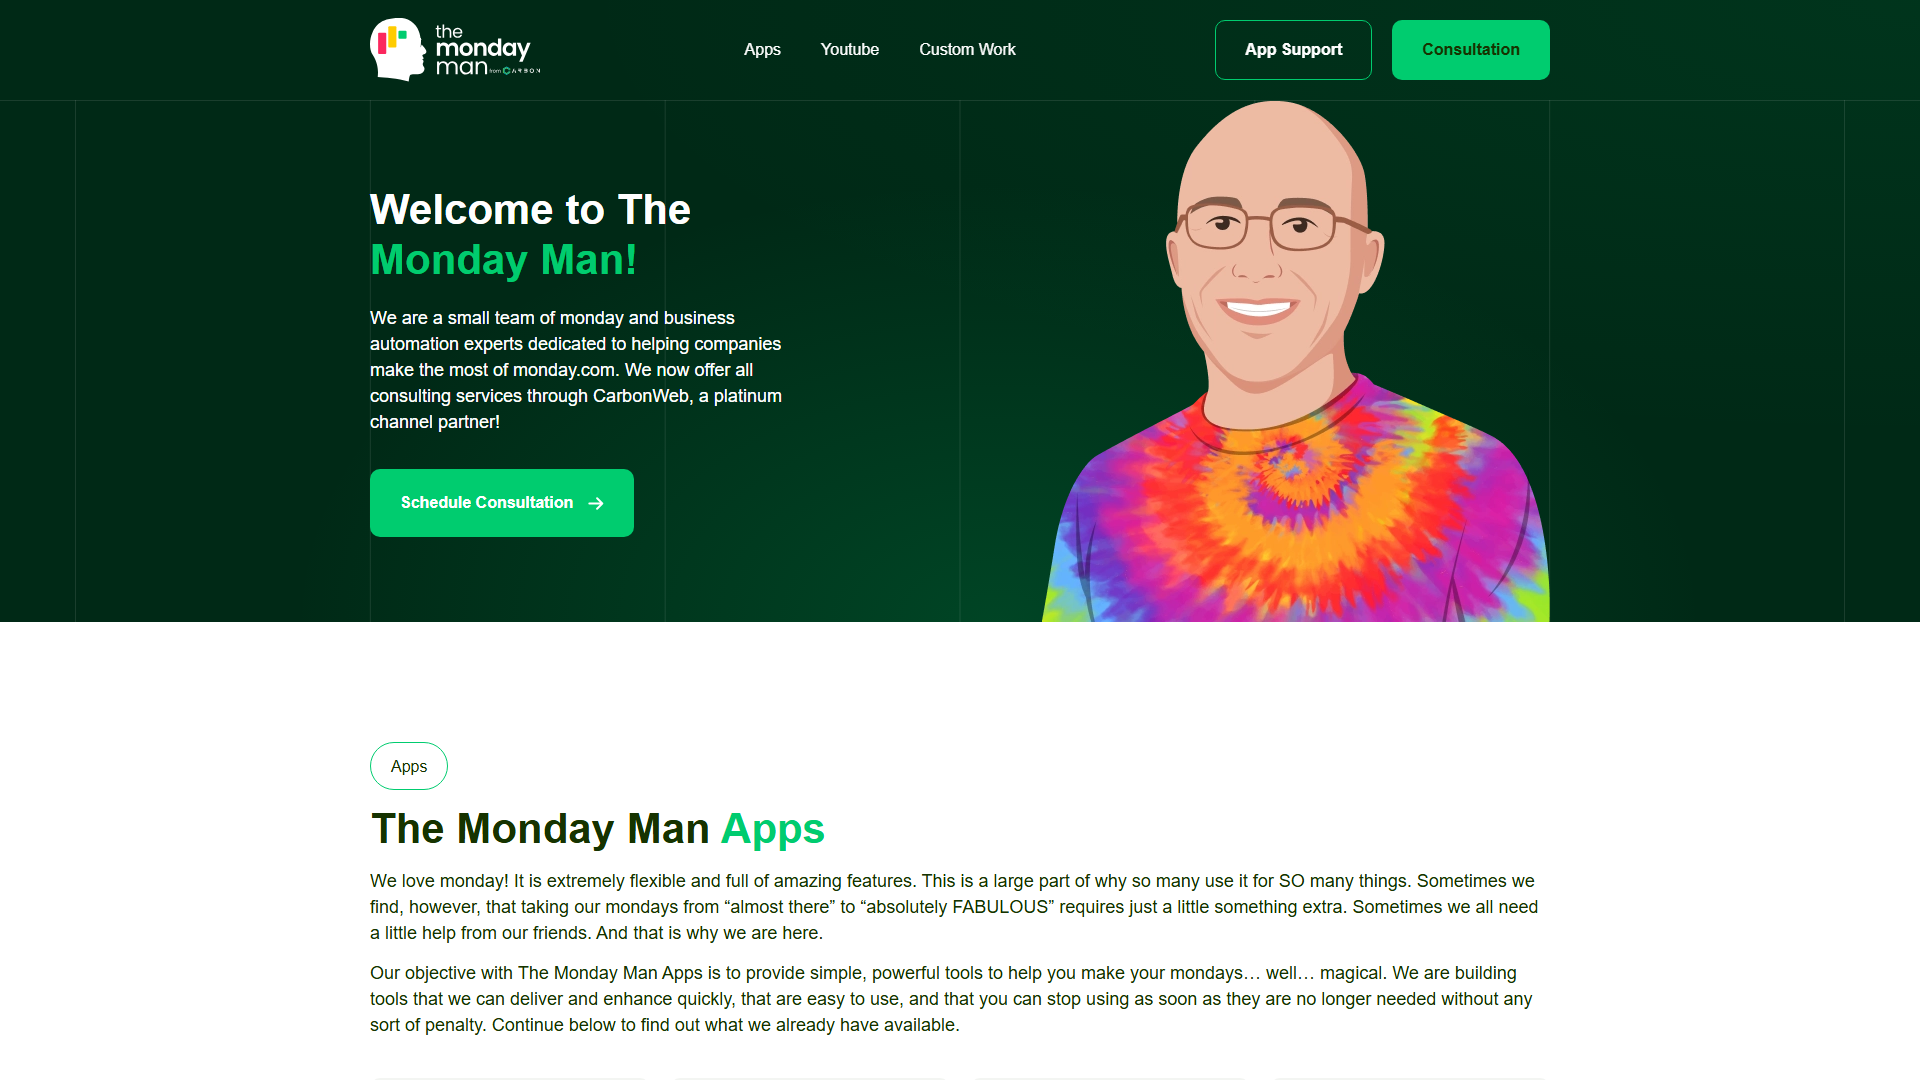 the
monday
man from CARBON
Apps
Youtube
Custom Work
App Support
Consultation
Welcome to The
Monday Man!
We are a small team of monday and business
automation experts dedicated to helping companies
make the most of monday.com. We now offer all
consulting services through CarbonWeb, a platinum
channel partner!
Schedule Consultation
Apps
The Monday Man Apps
We love monday! It is extremely flexible and full of amazing features. This is a large part of why so many use it for SO many things. Sometimes we
find, however, that taking our mondays from “almost there” to “absolutely FABULOUS” requires just a little something extra. Sometimes we all need
a little help from our friends. And that is why we are here.
Our objective with The Monday Man Apps is to provide simple, powerful tools to help you make your mondays… well… magical. We are building
tools that we can deliver and enhance quickly, that are easy to use, and that you can stop using as soon as they are no longer needed without any
sort of penalty. Continue below to find out what we already have available.